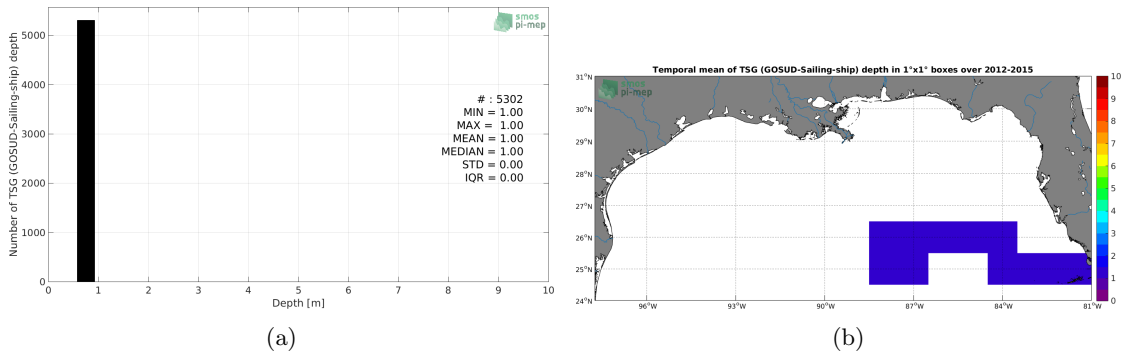 smos
pi-mep
Number of TSG (GOSUD-Sailing-ship) depth
5000
4000
3000
2000
1000
0
# : 5302
MIN = 1.00
MAX = 1.00
MEAN = 1.00
MEDIAN = 1.00
STD = 0.00
IQR = 0.00
0 1 2 3 4 5 6 7 8 9 10
Depth [m]
(a)
Temporal mean of TSG (GOSUD-Sailing-ship) depth in 1°x1° boxes over 2012-2015
smos
pi-mep
31°N
30°N
29°N
28°N
27°N
26°N
25°N
24°N
96°W 93°W 90°W 87°W 84°W 81°W
10
9
8
7
6
5
4
3
2
1
0
(b)